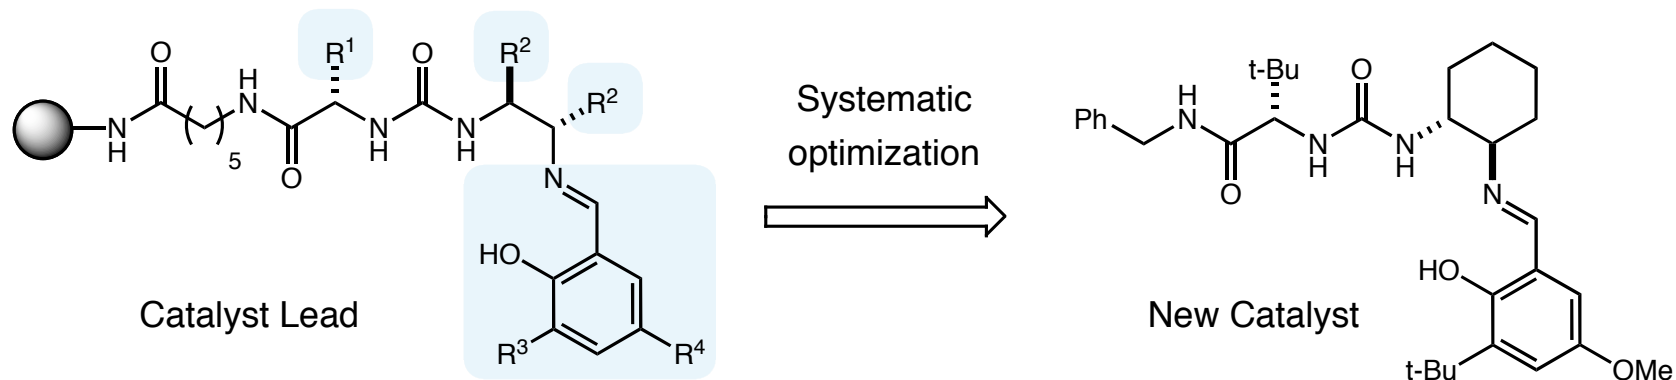 O
H
N
R¹
O
R²
R²
N
H
( )
5
O
N
H
N
H
N
HO
R³
R⁴
Catalyst Lead
Systematic
optimization
t-Bu
O
H
N
Ph
O
N
H
N
H
N
HO
t-Bu
OMe
New Catalyst